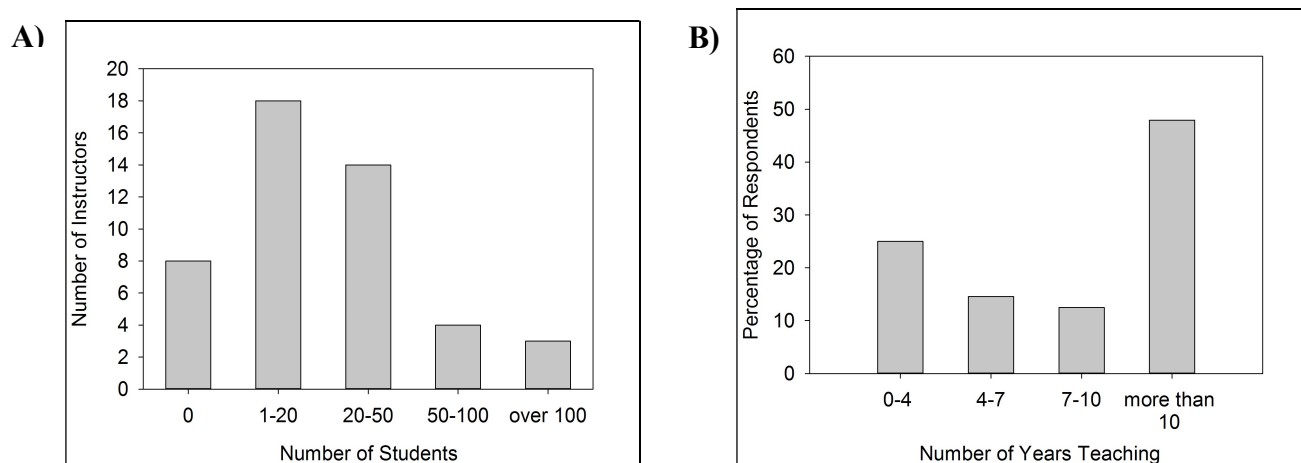 A)
20
18
16
14
12
10
8
6
4
2
0
Number of Instructors
0 1-20 20-50 50-100 over 100
Number of Students
B)
60
50
40
30
20
10
0
Percentage of Respondents
0-4 4-7 7-10 more than
10
Number of Years Teaching